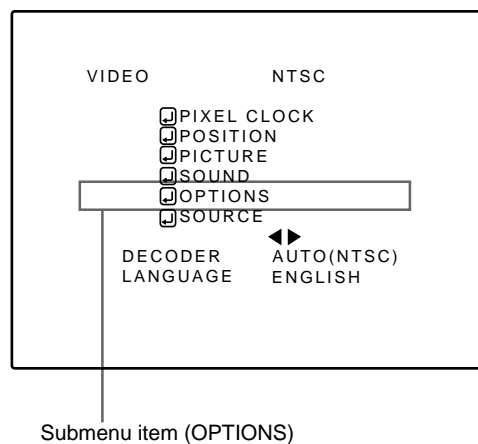 VIDEO NTSC
PIXEL CLOCK
POSITION
PICTURE
SOUND
OPTIONS
SOURCE
DECODER AUTO(NTSC)
LANGUAGE ENGLISH
Submenu item (OPTIONS)